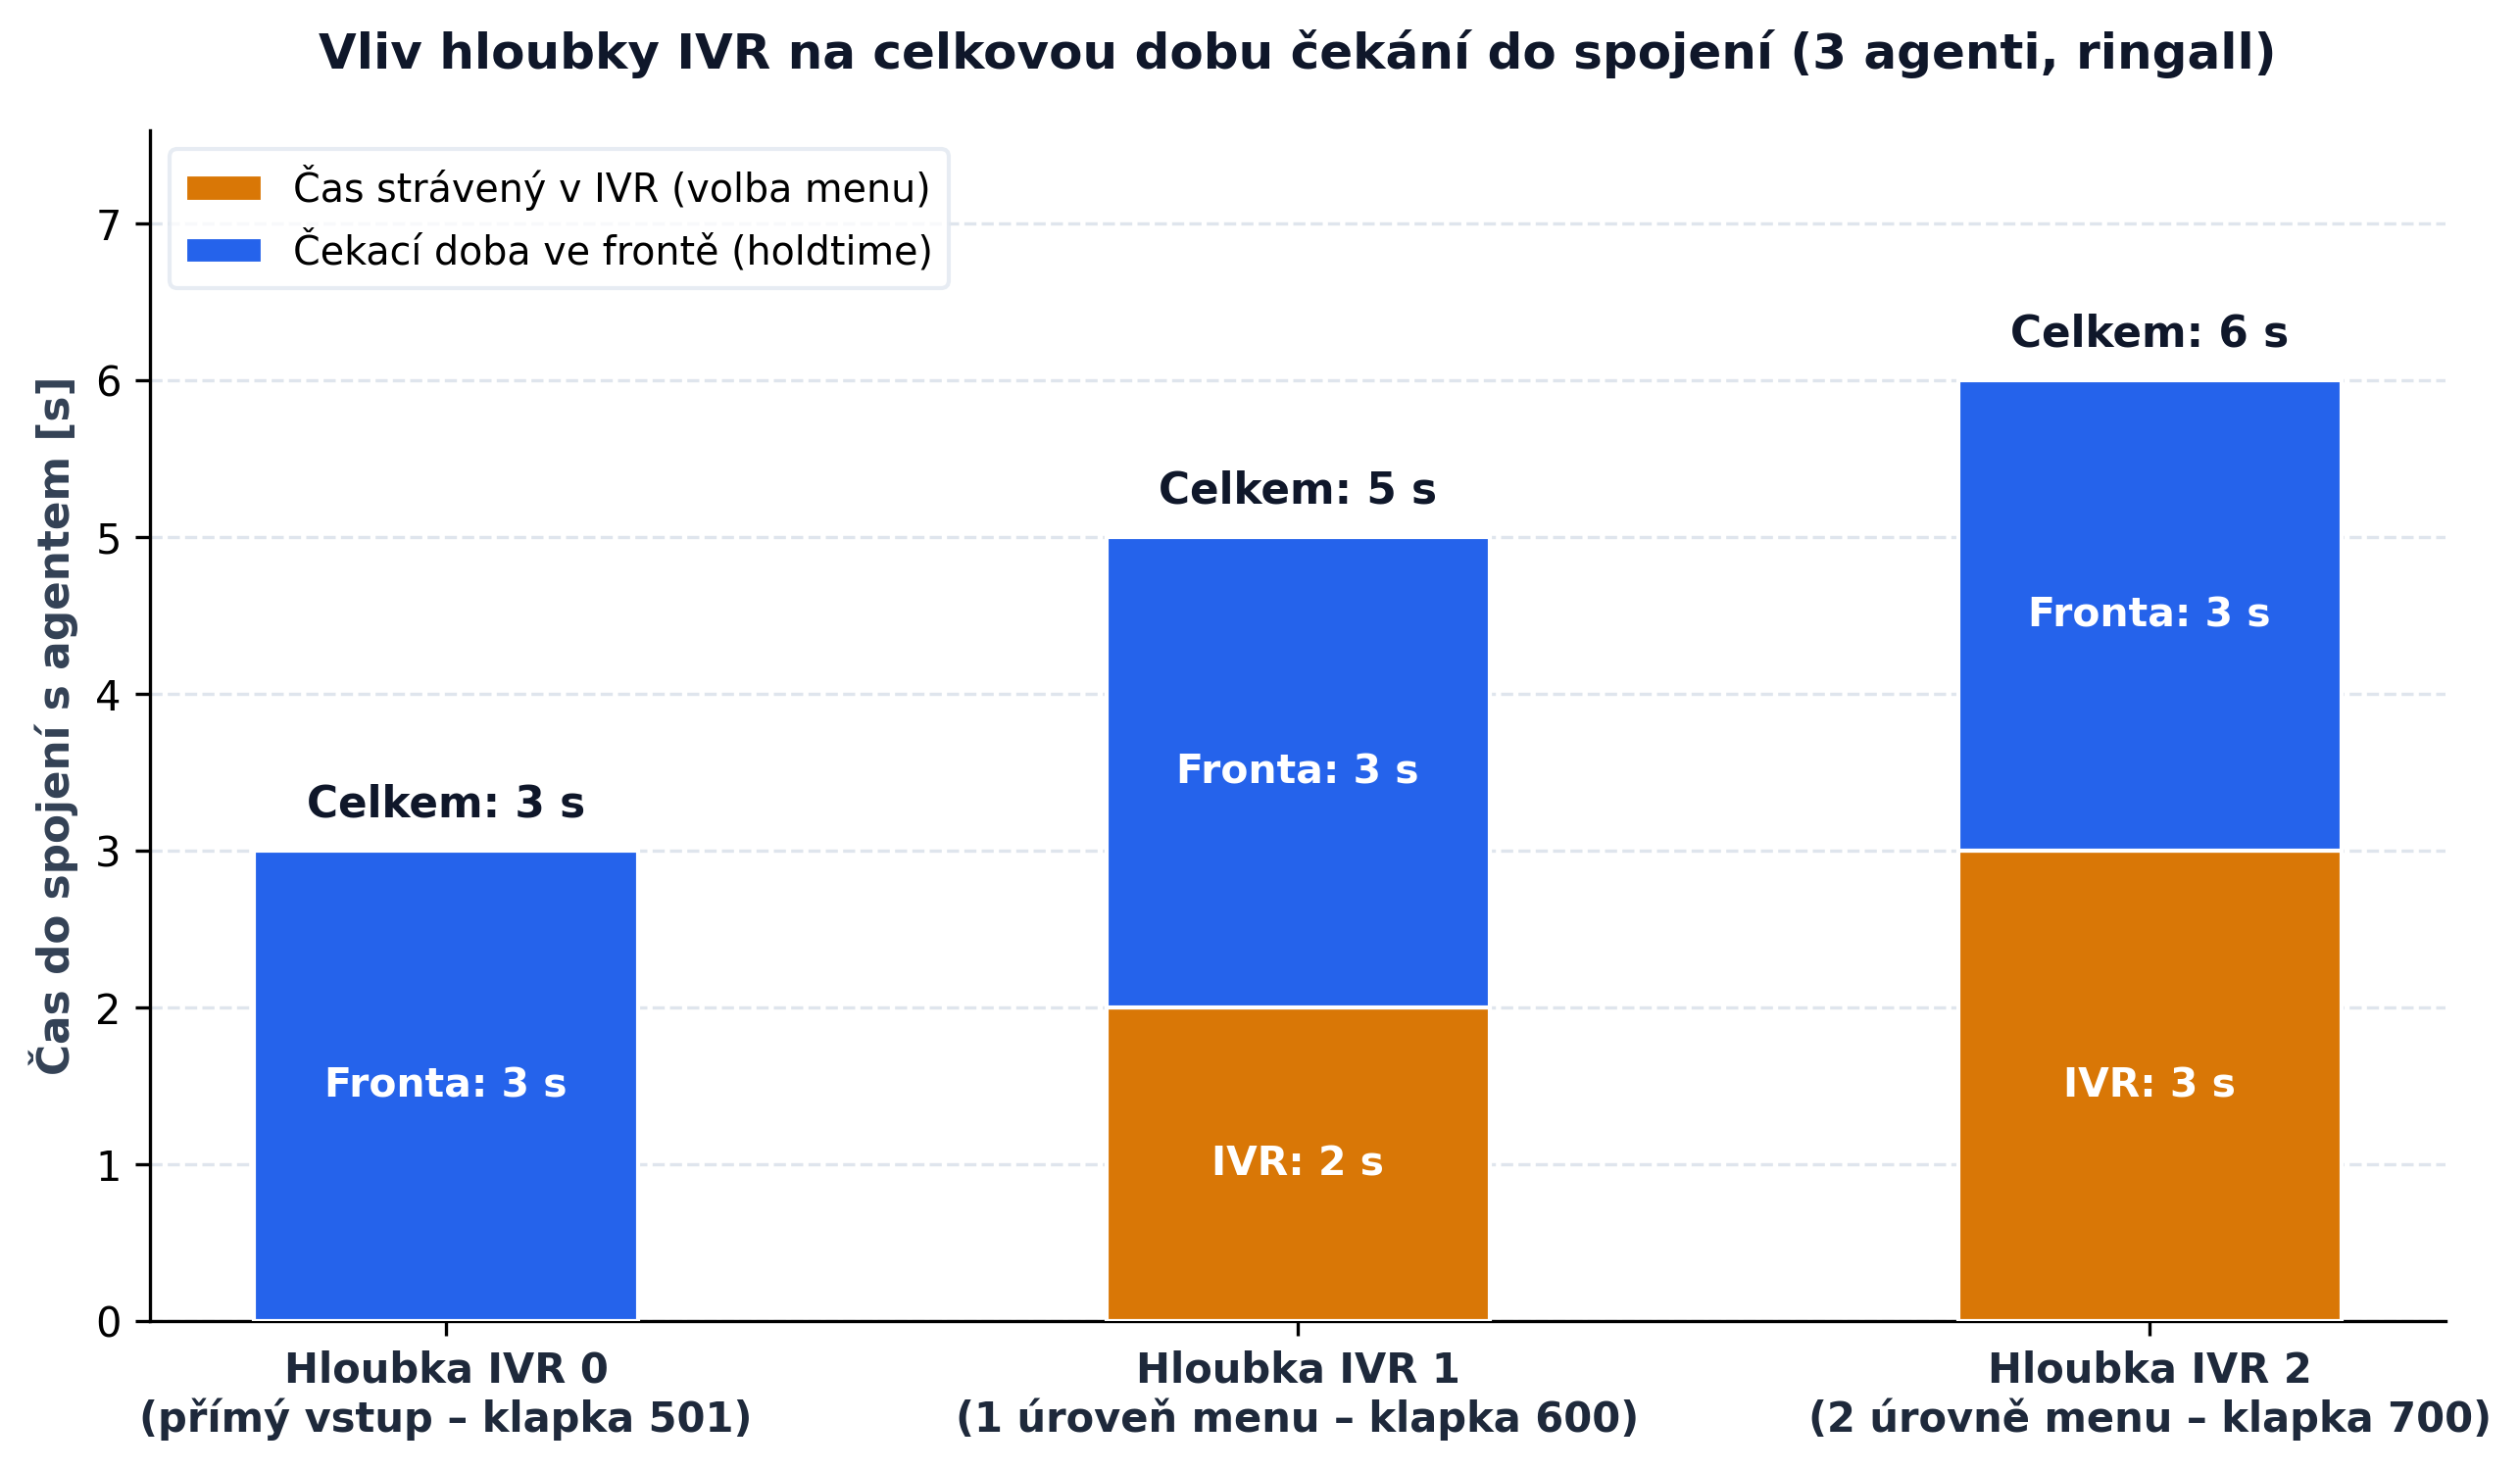 Vliv hloubky IVR na celkovou dobu čekání do spojení (3 agenti, ringall)
Čas strávený v IVR (volba menu)
Čekací doba ve frontě (holdtime)
Čas do spojení s agentem [s]
7
6
5
4
3
2
1
0
Celkem: 3 s
Fronta: 3 s
Celkem: 5 s
Fronta: 3 s
IVR: 2 s
Celkem: 6 s
Fronta: 3 s
IVR: 3 s
Hloubka IVR 0
(přímý vstup – klapka 501)
Hloubka IVR 1
(1 úroveň menu – klapka 600)
Hloubka IVR 2
(2 úrovně menu – klapka 700)